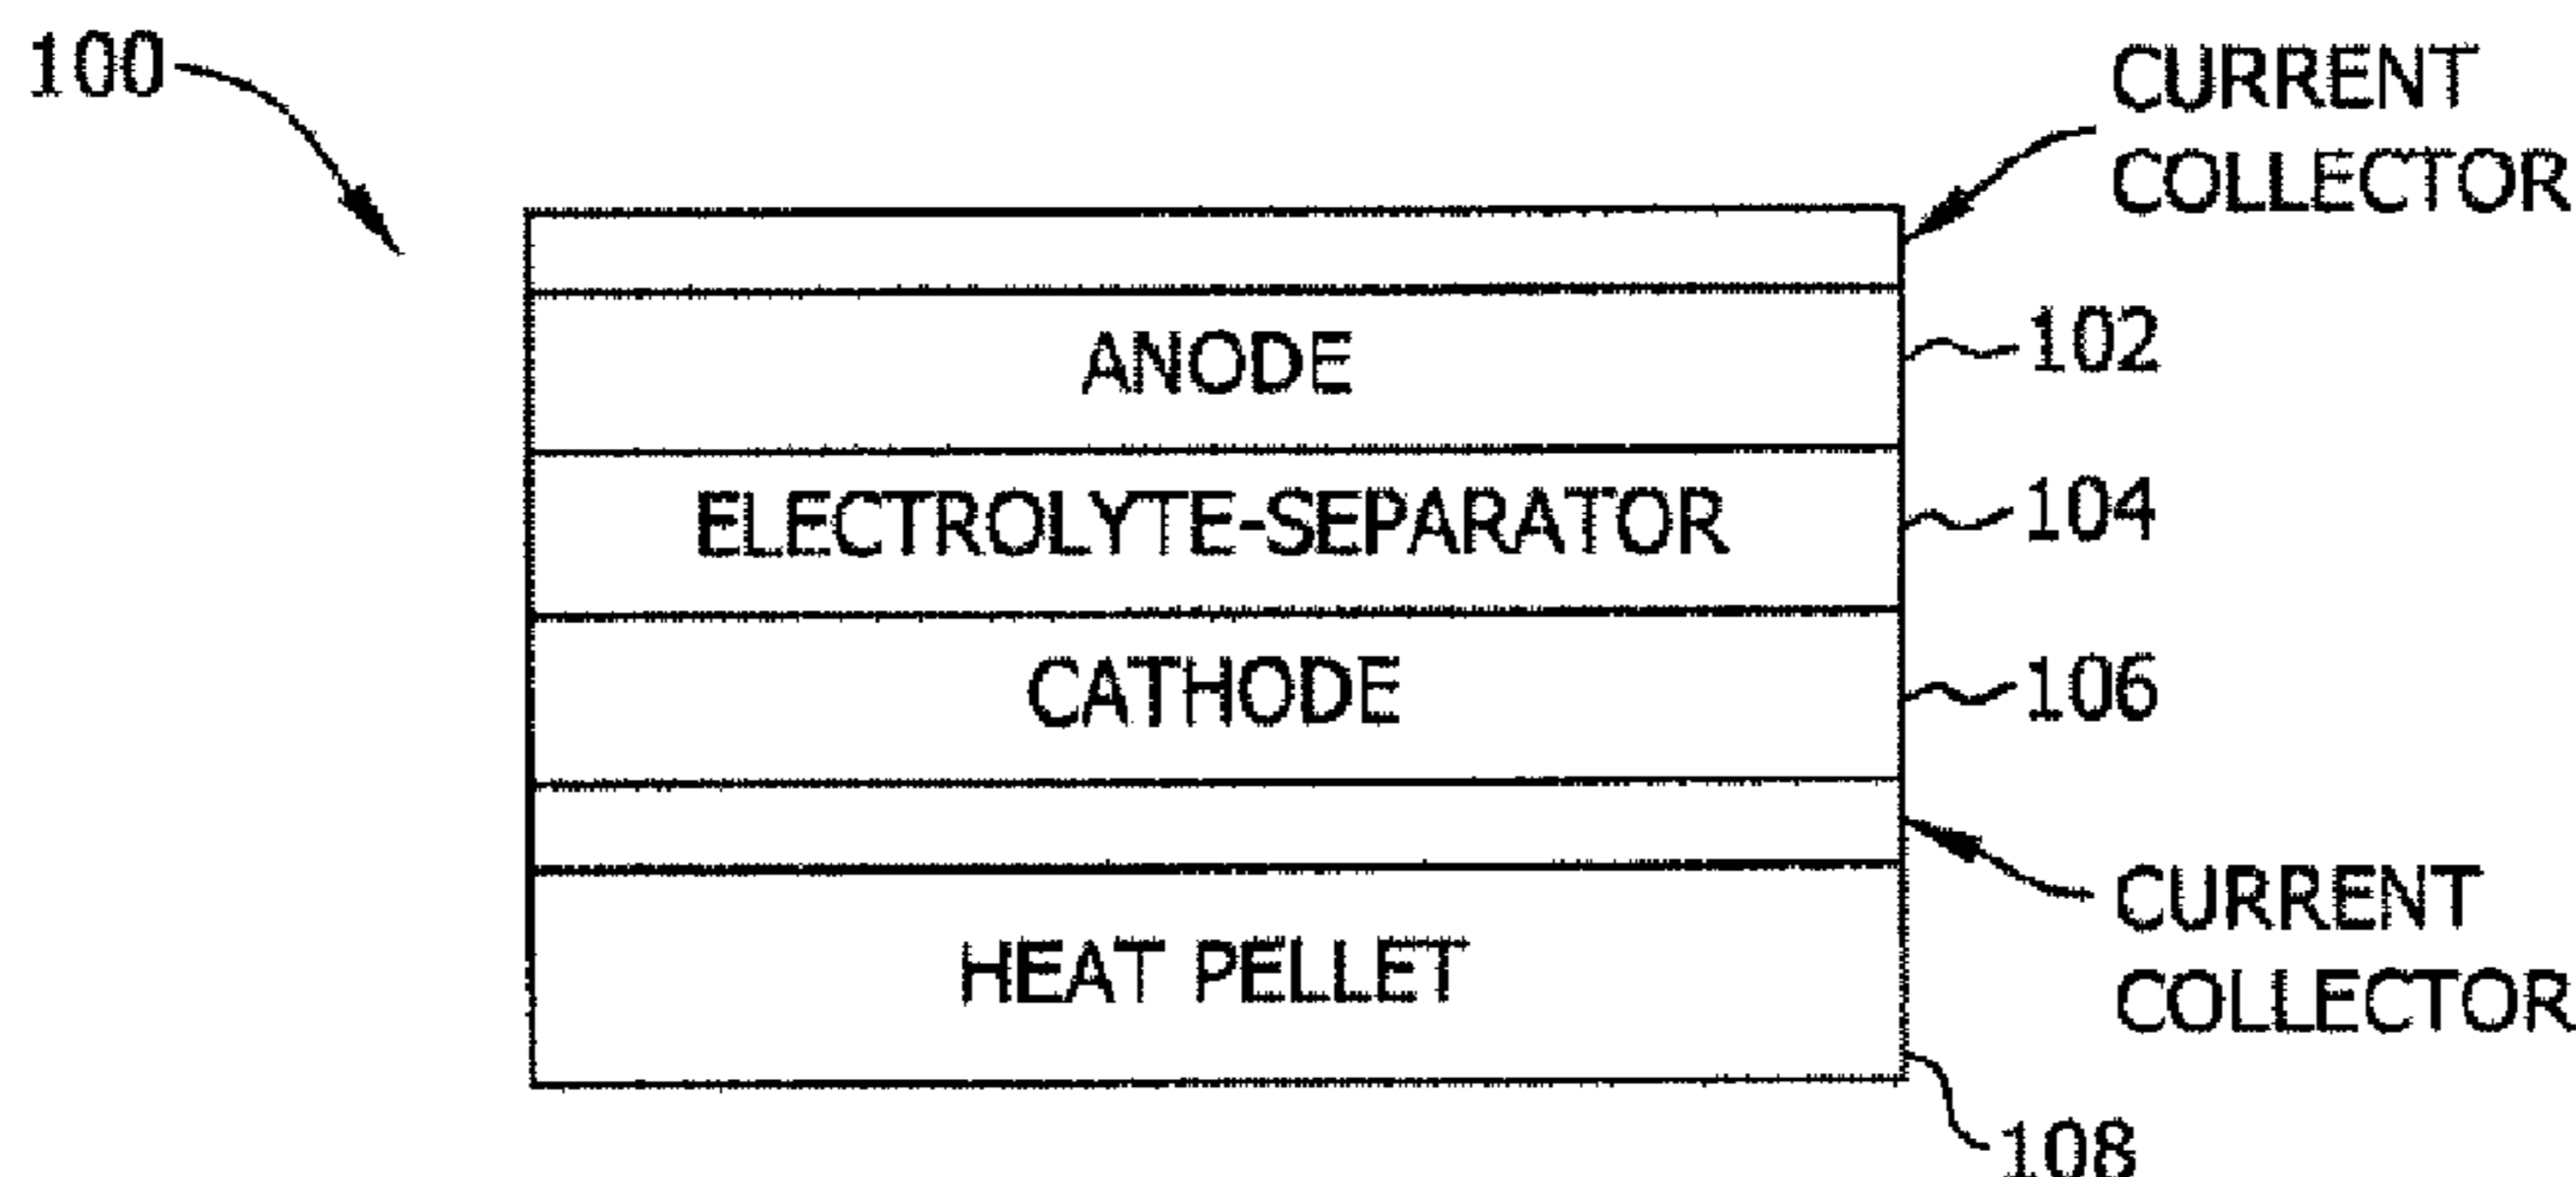 100
CURRENT
COLLECTOR
ANODE
102
ELECTROLYTE-SEPARATOR
104
CATHODE
106
CURRENT
COLLECTOR
HEAT PELLET
108